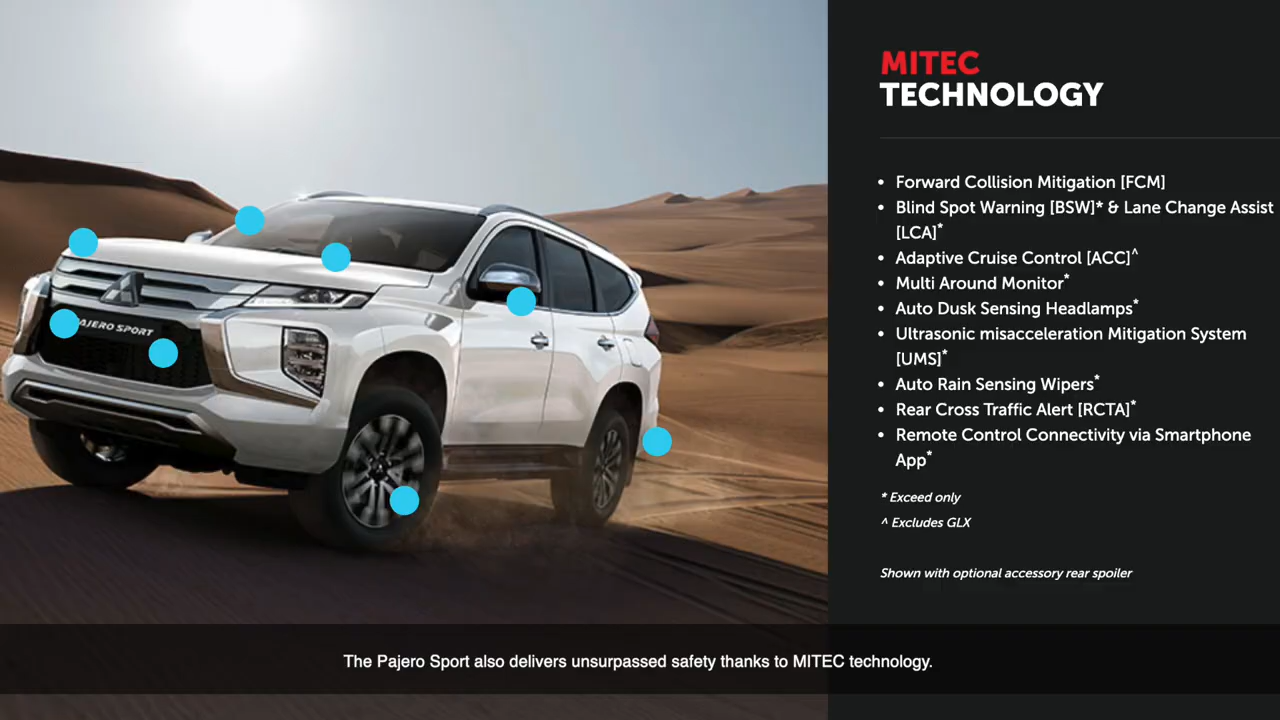 MITEC
TECHNOLOGY
• Forward Collision Mitigation [FCM]
• Blind Spot Warning [BSW]* & Lane Change Assist
[LCA]*
• Adaptive Cruise Control [ACC]^
• Multi Around Monitor*
• Auto Dusk Sensing Headlamps*
• Ultrasonic misacceleration Mitigation System
[UMS]*
• Auto Rain Sensing Wipers*
• Rear Cross Traffic Alert [RCTA]*
• Remote Control Connectivity via Smartphone
App*
* Exceed only
^ Excludes GLX
Shown with optional accessory rear spoiler
AJERO SPORT
The Pajero Sport also delivers unsurpassed safety thanks to MITEC technology.